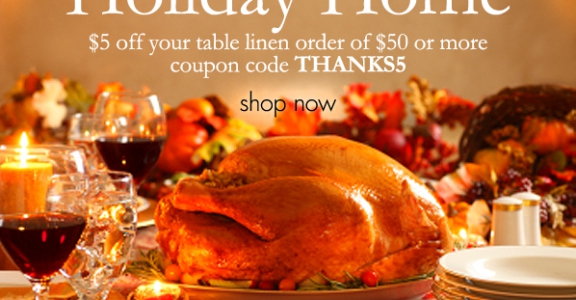 Holiday Home
$5 off your table linen order of $50 or more
coupon code THANKS5
shop now